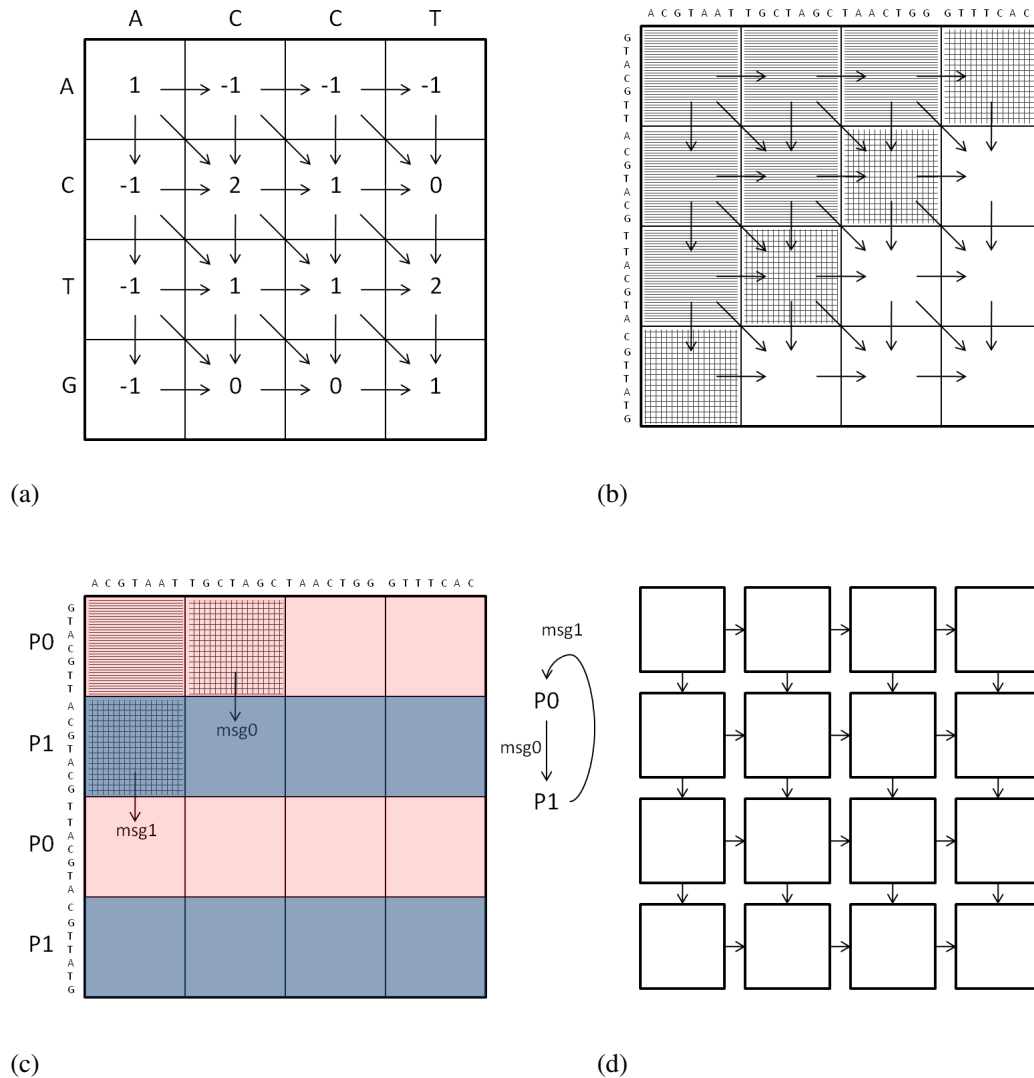 A C C T
A 1 -1 -1 -1
C -1 2 1 0
T -1 1 1 2
G -1 0 0 1
(a)
A C G T A A T T G C T A G C T A A C T G G G T T T C A C
G
T
A
C
G
T
T
A
C
G
T
A
C
G
T
T
A
C
G
T
A
C
G
T
T
A
T
G
(b)
A C G T A A T T G C T A G C T A A C T G G G T T T C A C
G
T
A
C
G
T
T
A
C
G
T
A
C
G
T
T
A
C
G
T
A
C
G
T
T
A
T
G
P0
P1
P0
P1
msg0
msg1
msg1
P0
msg0
P1
(c)
(d)